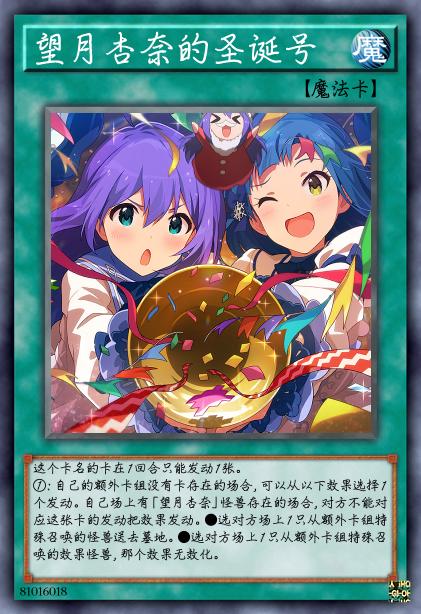 望月杏奈的圣诞号
魔
【魔法卡】
这个卡名的卡在1回合只能发动1张。
①：自己的额外卡组没有卡存在的场合，可以从以下效果选择1
个发动。自己场上有「望月杏奈」怪兽存在的场合，对方不能对
应这张卡的发动把效果发动。●选对方场上1只从额外卡组特
殊召唤的怪兽送去墓地。●选对方场上1只从额外卡组特殊召
唤的效果怪兽，那个效果无效化。
81016018